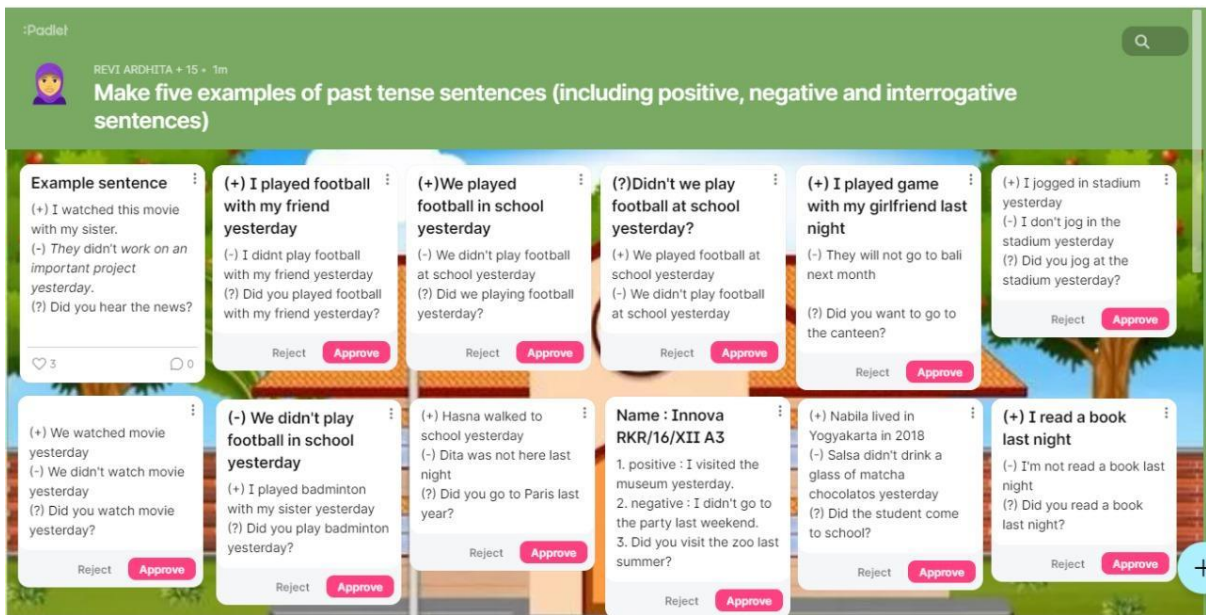 :Padlet
REVI ARDHITA + 15 • 1m
Make five examples of past tense sentences (including positive, negative and interrogative
sentences)
Example sentence
(+) I watched this movie
with my sister.
(-) They didn't work on an
important project
yesterday.
(?) Did you hear the news?
3
0
(+) I played football
with my friend
yesterday
(-) I didnt play football
with my friend yesterday
(?) Did you played football
with my friend yesterday?
Reject
Approve
(+)We played
football in school
yesterday
(-) We didn't play football
at school yesterday
(?) Did we playing football
yesterday?
Reject
Approve
(?)Didn't we play
football at school
yesterday?
(+) We played football at
school yesterday
(-) We didn't play football
at school yesterday
Reject
Approve
(+) I played game
with my girlfriend last
night
(-) They will not go to bali
next month
(?) Did you want to go to
the canteen?
Reject
Approve
(+) I jogged in stadium
yesterday
(-) I don't jog in the
stadium yesterday
(?) Did you jog at the
stadium yesterday?
Reject
Approve
(+) We watched movie
yesterday
(-) We didn't watch movie
yesterday
(?) Did you watch movie
yesterday?
Reject
Approve
(-) We didn't play
football in school
yesterday
(+) I played badminton
with my sister yesterday
(?) Did you play badminton
yesterday?
Reject
Approve
(+) Hasna walked to
school yesterday
(-) Dita was not here last
night
(?) Did you go to Paris last
year?
Reject
Approve
Name : Innova
RKR/16/XII A3
1. positive : I visited the
museum yesterday.
2. negative : I didn't go to
the party last weekend.
3. Did you visit the zoo last
summer?
Reject
Approve
(+) Nabila lived in
Yogyakarta in 2018
(-) Salsa didn't drink a
glass of matcha
chocolatos yesterday
(?) Did the student come
to school?
Reject
Approve
(+) I read a book
last night
(-) I'm not read a book last
night
(?) Did you read a book
last night?
Reject
Approve